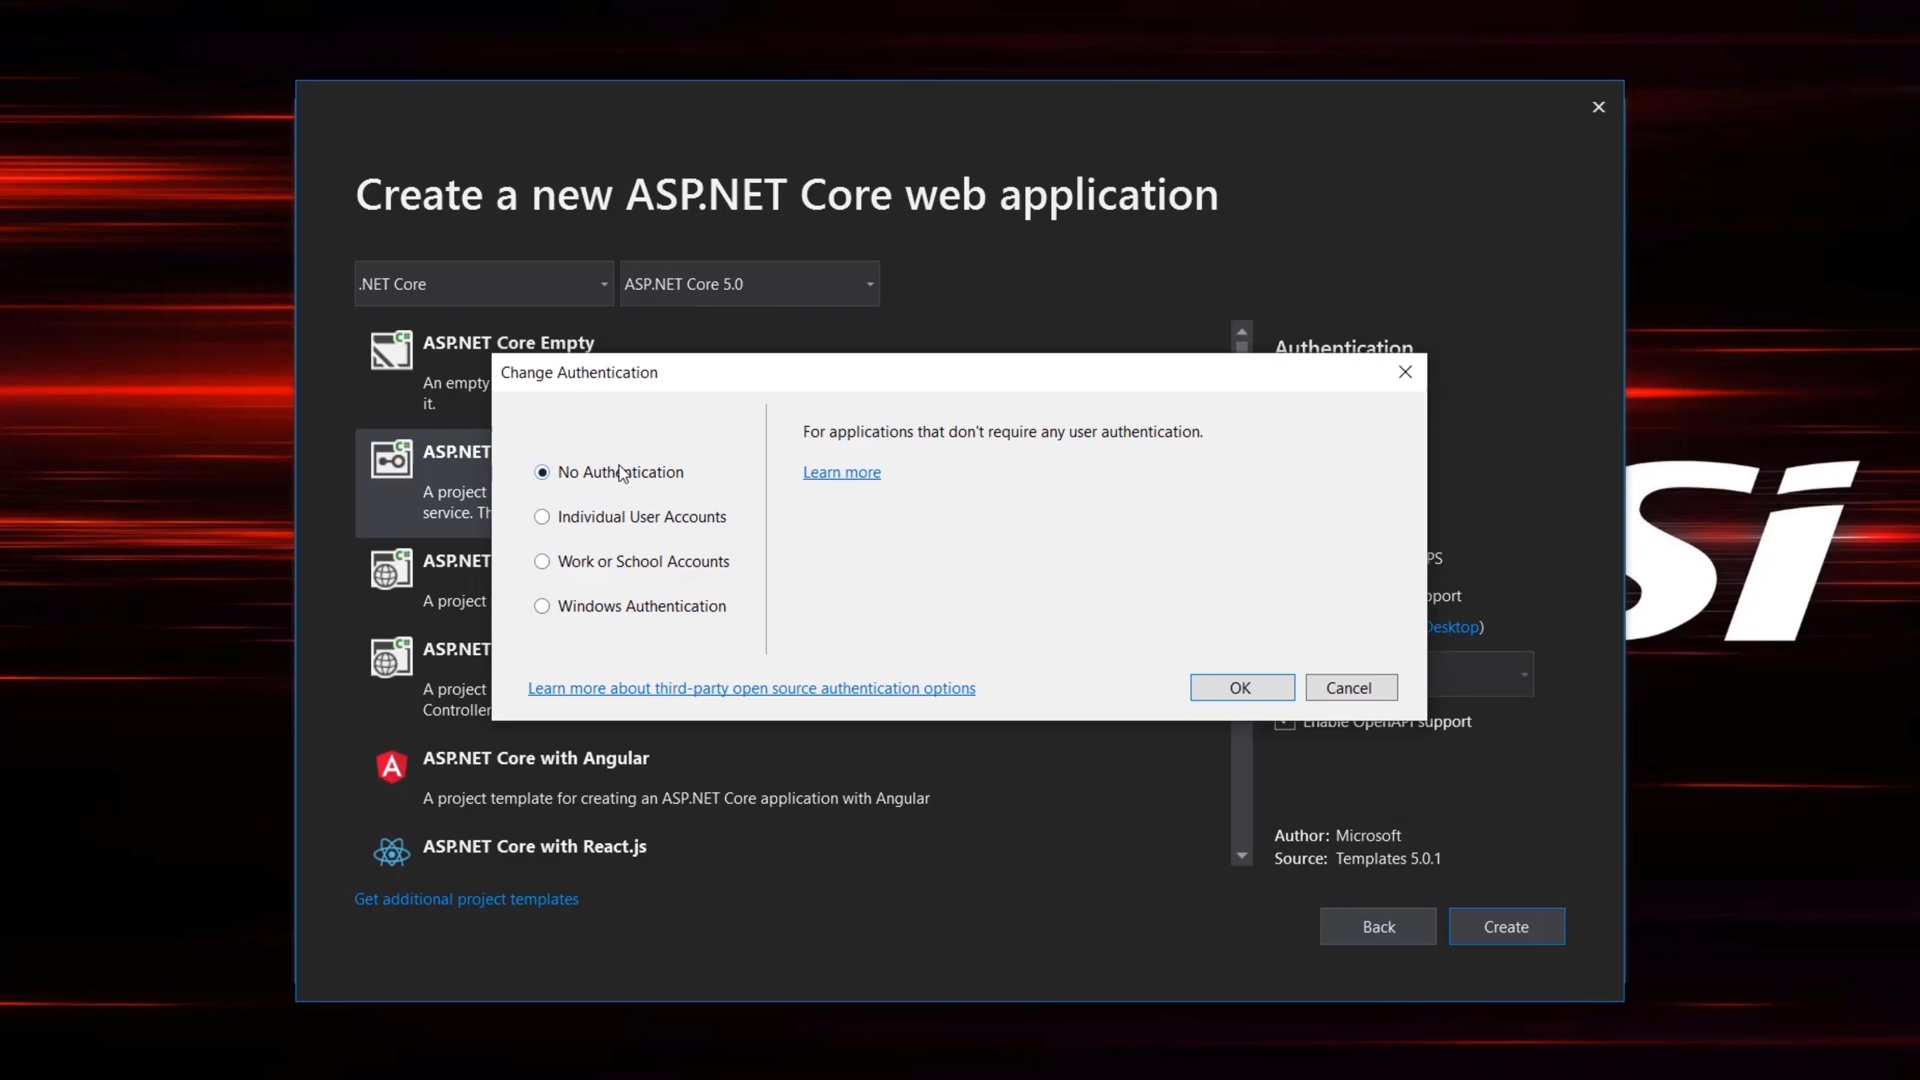 Create a new ASP.NET Core web application
.NET Core
ASP.NET Core 5.0
ASP.NET Core Empty
An empty
it.
Authentication
Change Authentication
For applications that don't require any user authentication.
Learn more
No Authentication
Individual User Accounts
Work or School Accounts
Windows Authentication
Learn more about third-party open source authentication options
OK
Cancel
ASP.NET
A project
service. Th
ASP.NET
A project
ASP.NET
A project
Controller
PS
pport
Desktop)
Enable OpenAPI support
ASP.NET Core with Angular
A project template for creating an ASP.NET Core application with Angular
ASP.NET Core with React.js
Author: Microsoft
Source: Templates 5.0.1
Get additional project templates
Back
Create
si